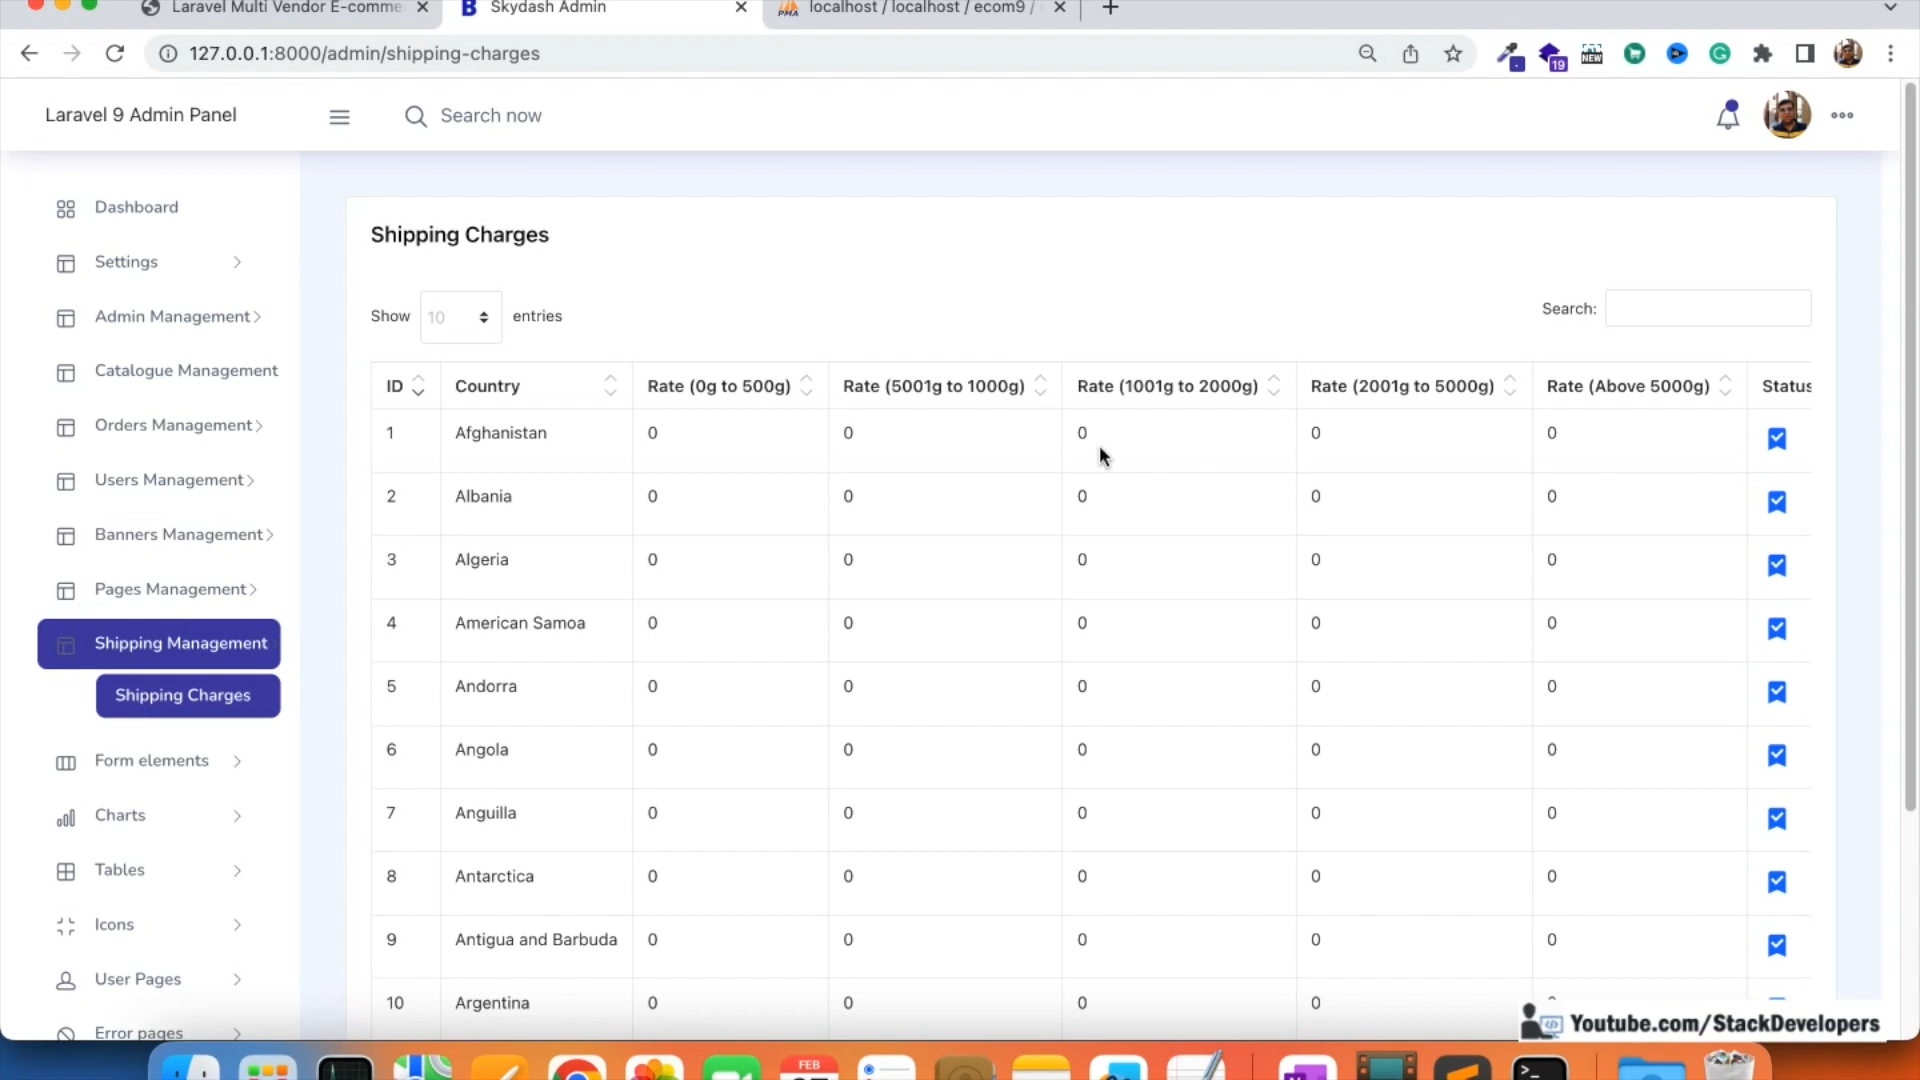 Laravel Multi Vendor E-comme
Skydash Admin
localhost / localhost / ecom9 /
127.0.0.1:8000/admin/shipping-charges
19
NEW
Laravel 9 Admin Panel
Search now
Dashboard
Settings
Admin Management
Catalogue Management
Orders Management
Users Management
Banners Management
Pages Management
Shipping Management
Shipping Charges
Form elements
Charts
Tables
Icons
User Pages
Error pages
Shipping Charges
Show 10 entries
Search:
ID Country Rate (0g to 500g) Rate (5001g to 1000g) Rate (1001g to 2000g) Rate (2001g to 5000g) Rate (Above 5000g) Status
1 Afghanistan 0 0 0 0 0
2 Albania 0 0 0 0 0
3 Algeria 0 0 0 0 0
4 American Samoa 0 0 0 0 0
5 Andorra 0 0 0 0 0
6 Angola 0 0 0 0 0
7 Anguilla 0 0 0 0 0
8 Antarctica 0 0 0 0 0
9 Antigua and Barbuda 0 0 0 0 0
10 Argentina 0 0 0 0
Youtube.com/StackDevelopers
FEB